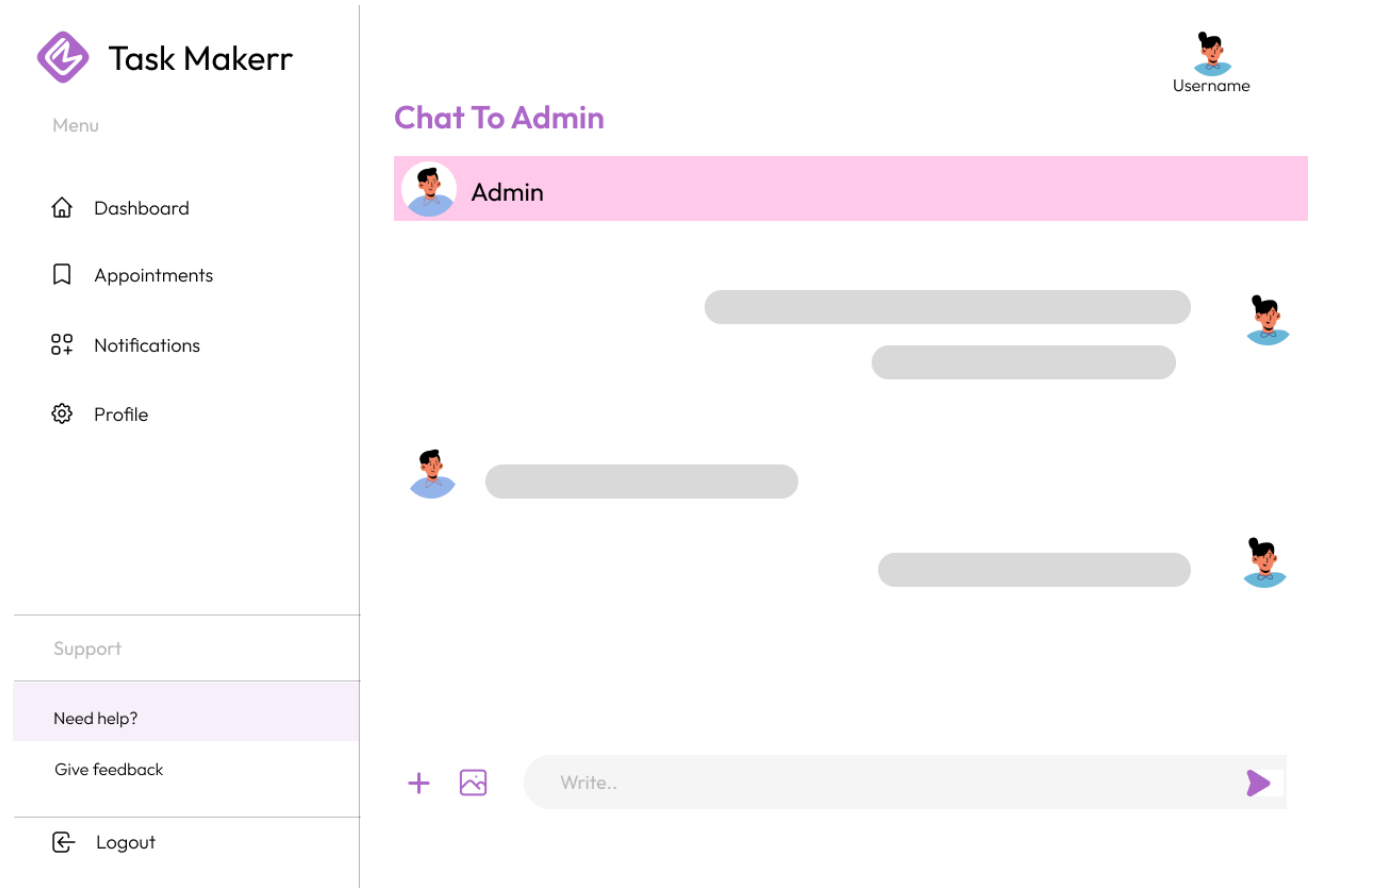 Task Makerr
Menu
Dashboard
Appointments
Notifications
Profile
Support
Need help?
Give feedback
Logout
Username
Chat To Admin
Admin
Write..